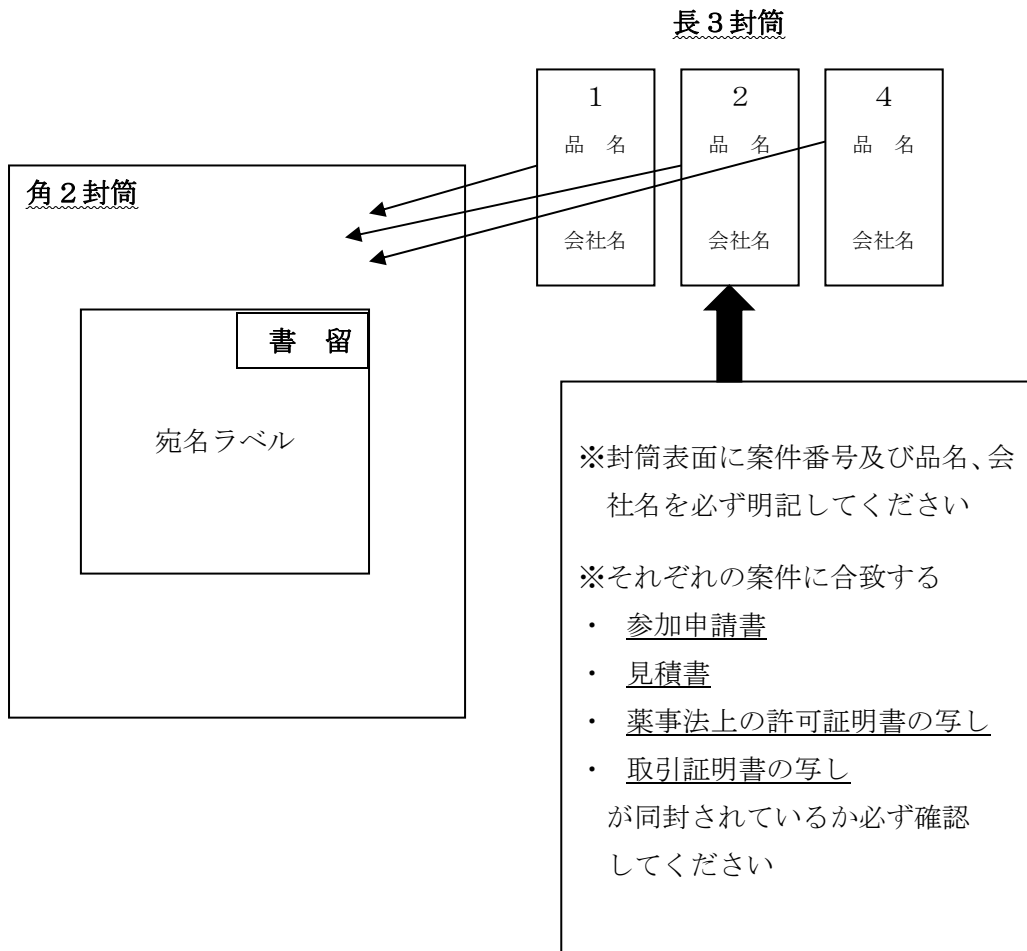 長３封筒
１
品　名
会社名
２
品　名
会社名
４
品　名
会社名
角２封筒
書　留
宛名ラベル
※封筒表面に案件番号及び品名、会
社名を必ず明記してください
※それぞれの案件に合致する
・　参加申請書
・　見積書
・　薬事法上の許可証明書の写し
・　取引証明書の写し
が同封されているか必ず確認
してください